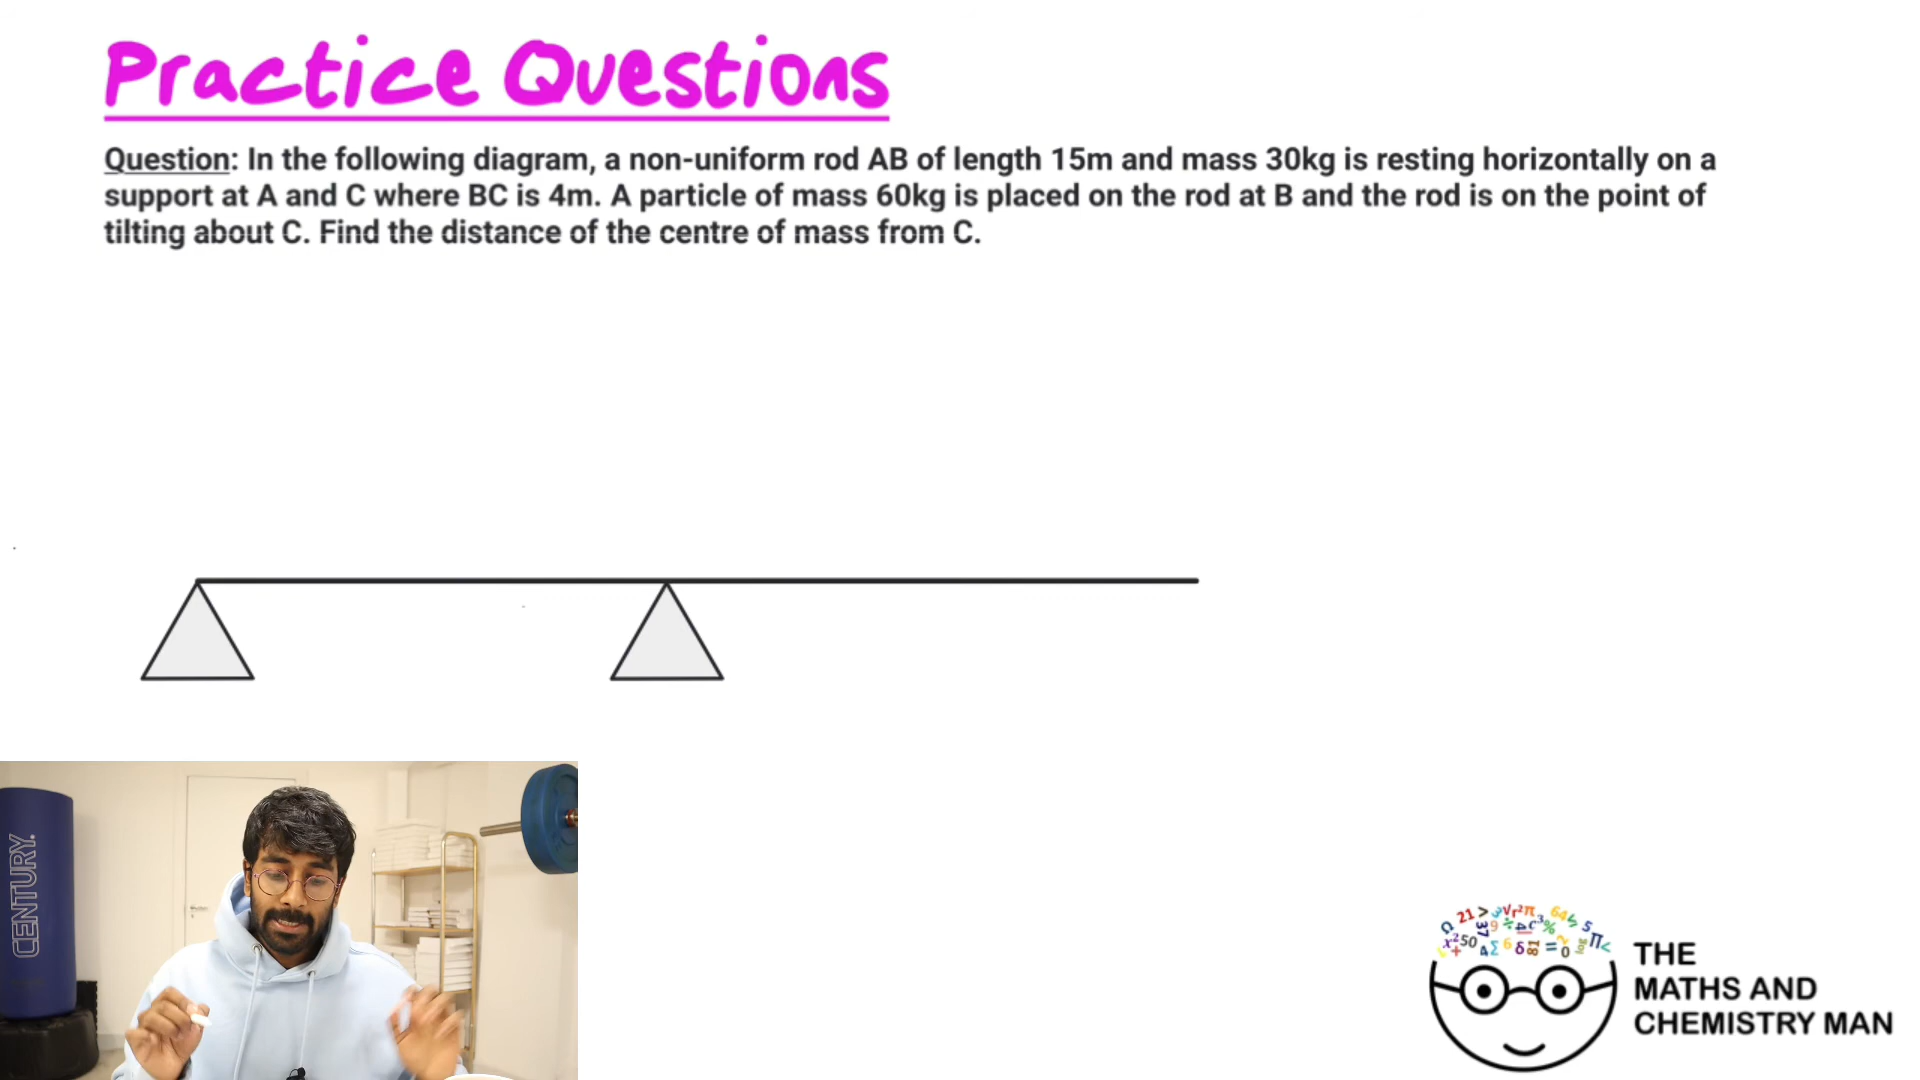 Practice Questions
Question: In the following diagram, a non-uniform rod AB of length 15m and mass 30kg is resting horizontally on a
support at A and C where BC is 4m. A particle of mass 60kg is placed on the rod at B and the rod is on the point of
tilting about C. Find the distance of the centre of mass from C.
CENTURY.
THE
MATHS AND
CHEMISTRY MAN